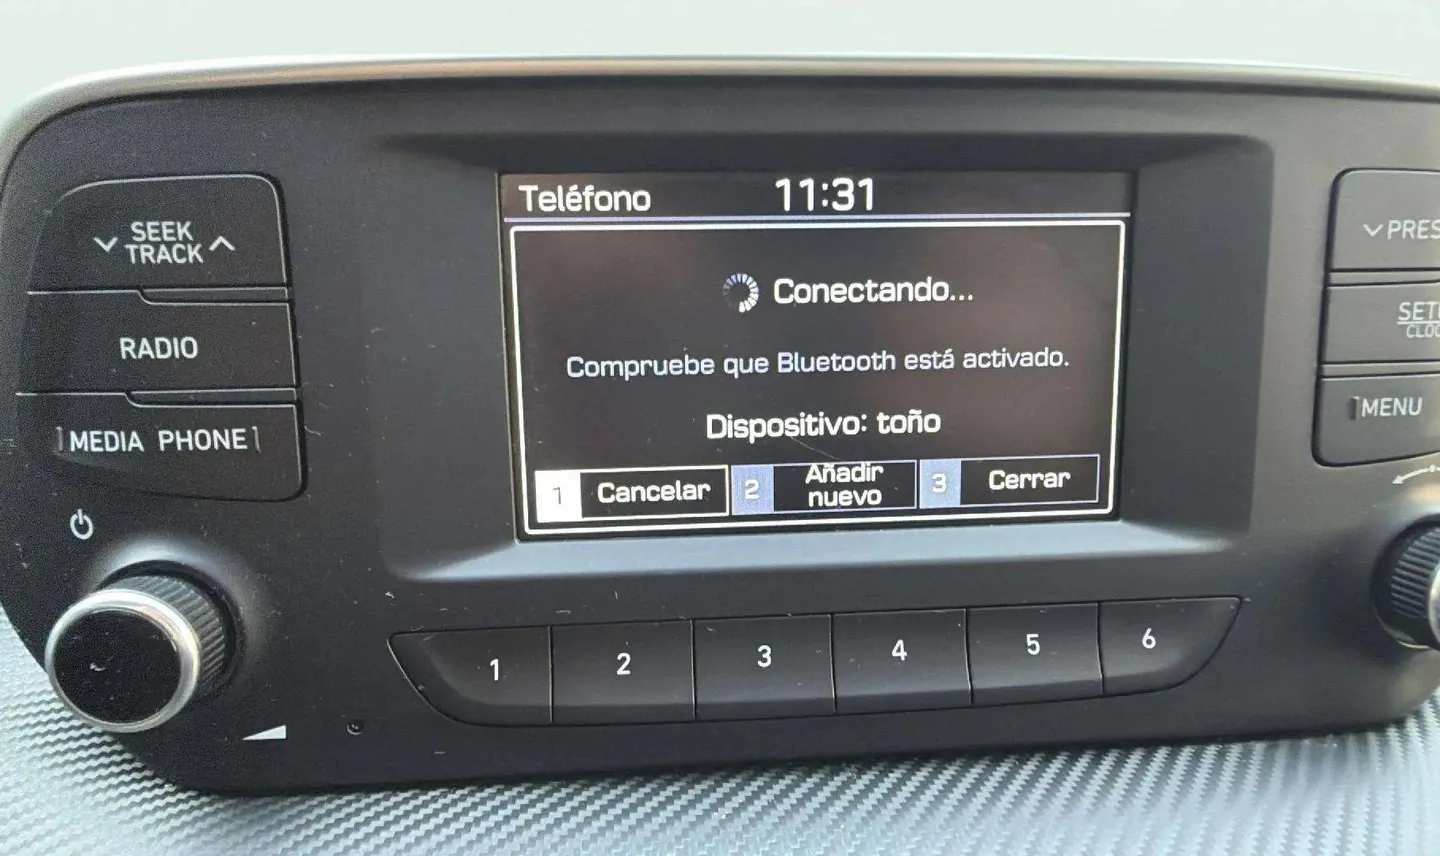 Teléfono 11:31
Conectando...
Compruebe que Bluetooth está activado.
Dispositivo: toño
1 Cancelar
2 Añadir
nuevo
3 Cerrar
SEEK
TRACK
RADIO
MEDIA PHONE
MENU
1 2 3 4 5 6